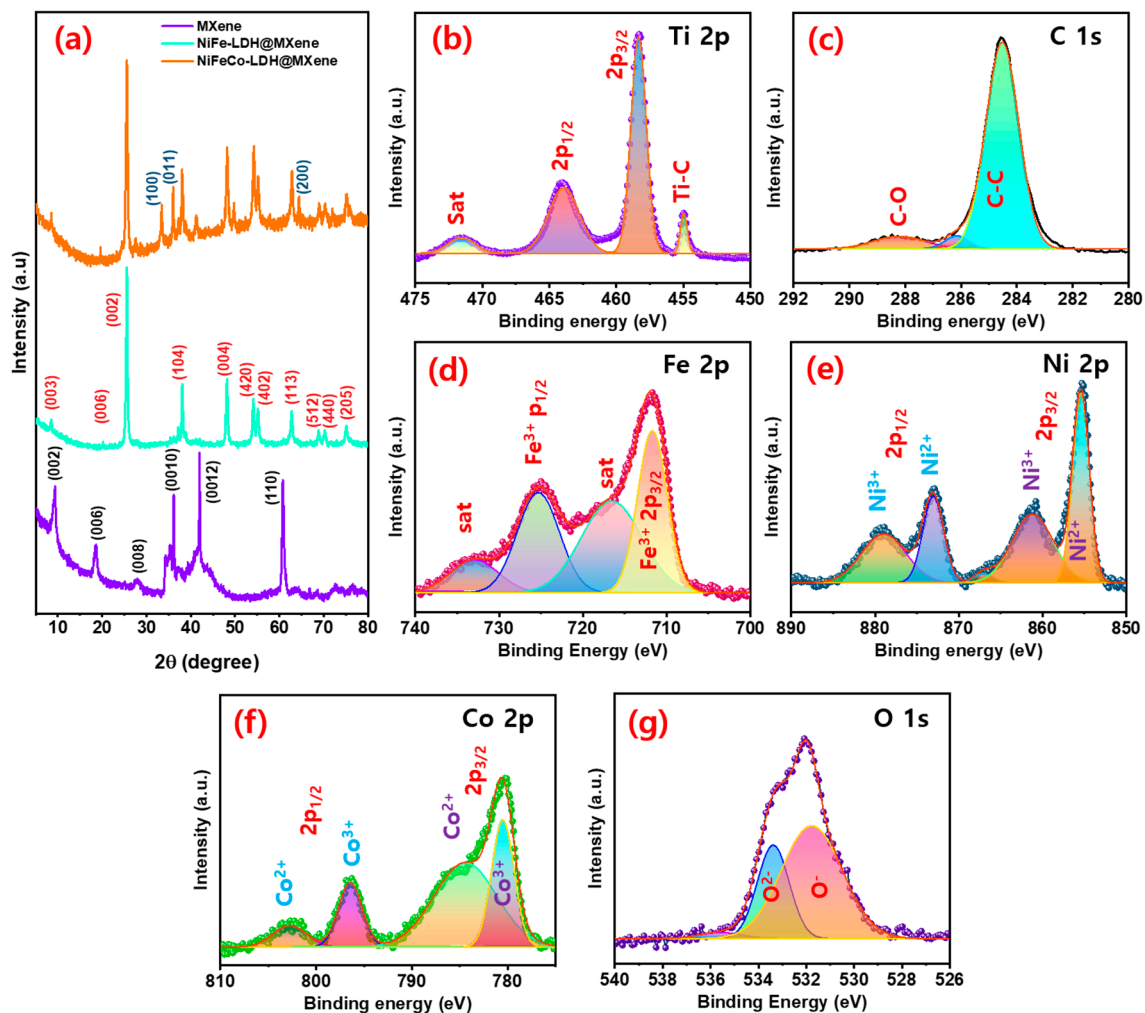 (a)
MXene
NiFe-LDH@MXene
NiFeCo-LDH@MXene
(100)
(011)
(200)
(003)
(006)
(002)
(104)
(004)
(420)
(402)
(113)
(512)
(440)
(205)
(002)
(006)
(008)
(0010)
(0012)
(110)
Intensity (a.u)
10 20 30 40 50 60 70 80
2θ (degree)
(b)
Ti 2p
Sat
2p1/2
2p3/2
Ti-C
Intensity (a.u.)
475 470 465 460 455 450
Binding energy (eV)
(c)
C 1s
C-O
C-C
Intensity (a.u.)
292 290 288 286 284 282 280
Binding energy (eV)
(d)
Fe 2p
sat
Fe3+ p1/2
sat
Fe3+ 2p3/2
Intensity (a.u.)
740 730 720 710 700
Binding Energy (eV)
(e)
Ni 2p
2p1/2
2p3/2
Ni3+
Ni2+
Ni3+
Ni2+
Intensity (a.u.)
890 880 870 860 850
Binding energy (eV)
(f)
Co 2p
2p1/2
2p3/2
Co2+
Co3+
Co2+
Co3+
Intensity (a.u.)
810 800 790 780
Binding energy (eV)
(g)
O 1s
O2-
O-
Intensity (a.u.)
540 538 536 534 532 530 528 526
Binding Energy (eV)